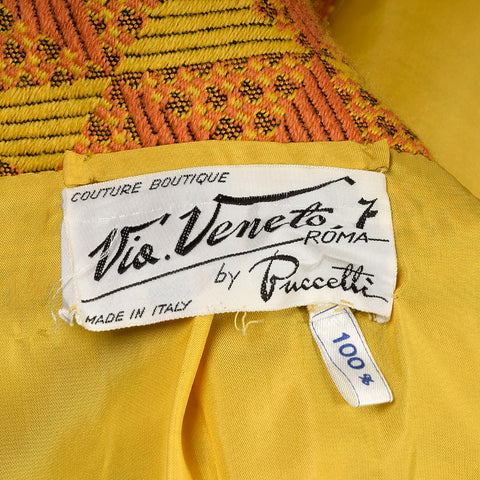 COUTURE BOUTIQUE
Via. Veneto, 7
ROMA
by Puccetti
MADE IN ITALY
100%